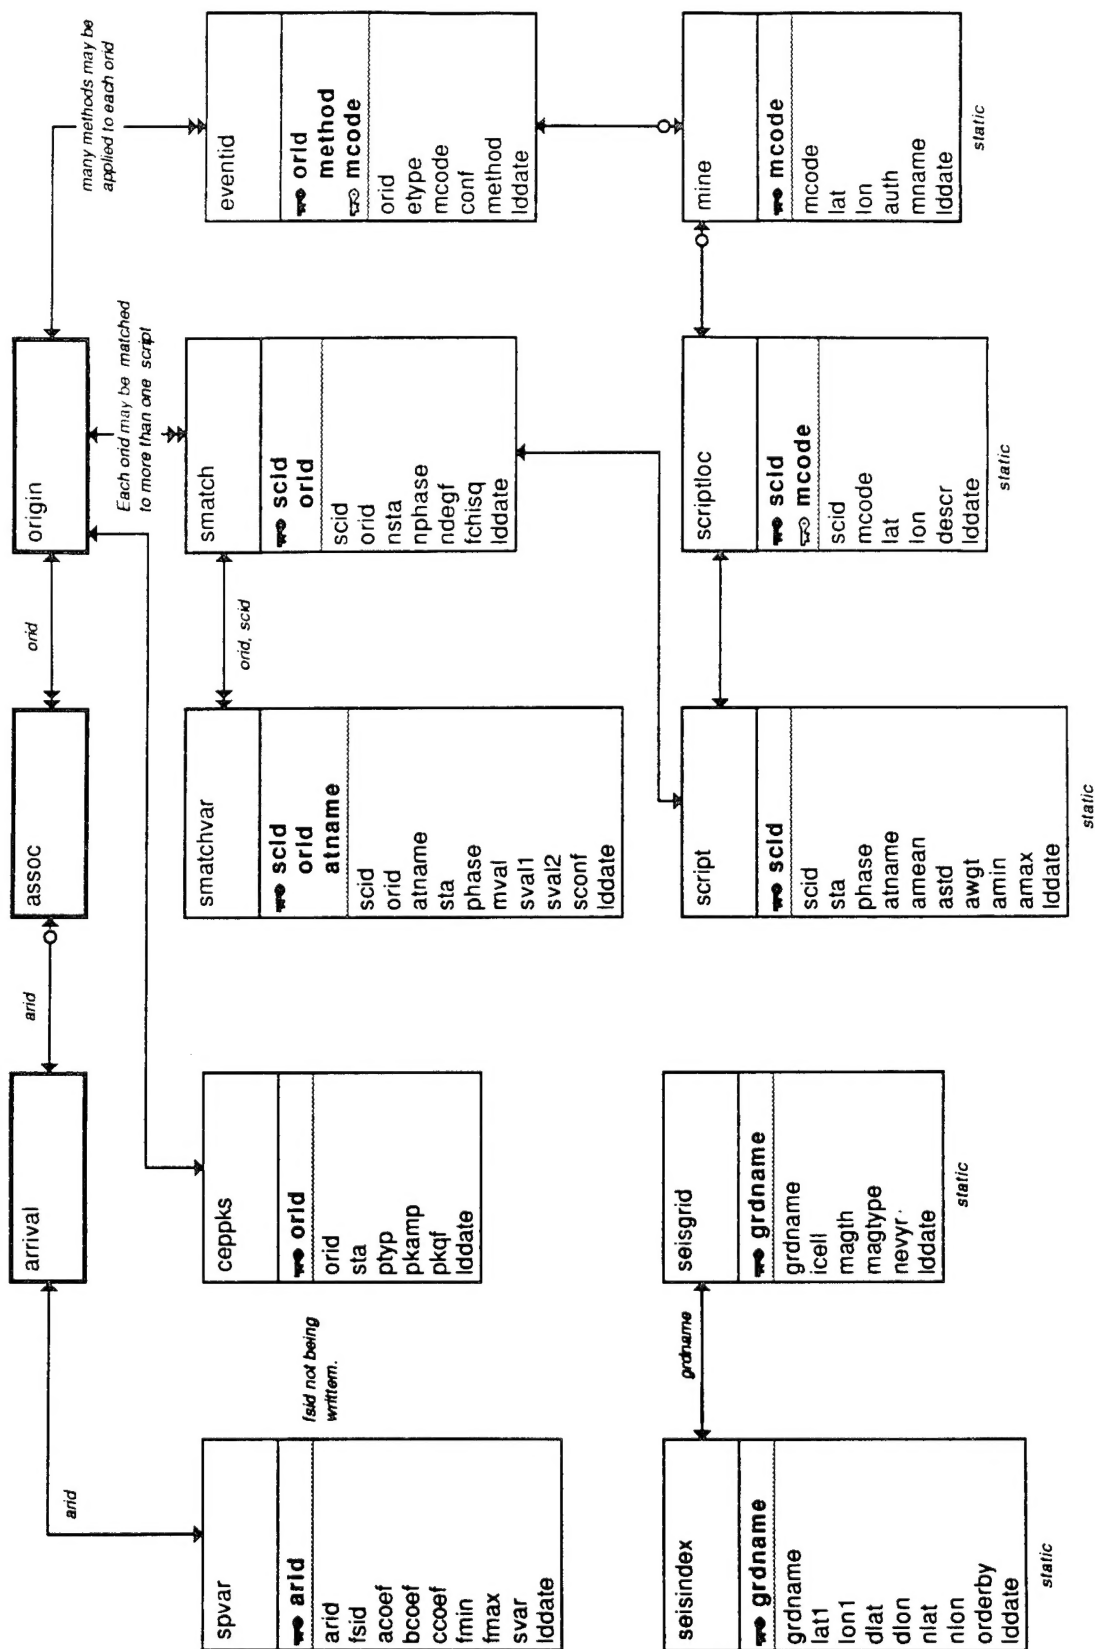 arrival
assoc
origin
arid
arid
orid
many methods may be
applied to each orid
Each orid may be matched
to more than one script
spvar
arid
arid
fsid
acoef
bcoef
ccoef
fmin
fmax
svar
lddate
fsid not being
writtem.
ceppks
orid
orid
sta
ptyp
pkamp
pkqf
lddate
smatchvar
scid
orid
atname
scid
orid
atname
sta
phase
mval
sval1
sval2
sconf
lddate
orid, scid
smatch
scid
orid
scid
orid
nsta
nphase
ndegf
fchisq
lddate
eventid
orid
method
mcode
orid
etype
mcode
conf
method
lddate
seisindex
grdname
grdname
lat1
lon1
dlat
dlon
nlat
nlon
orderby
lddate
static
grdname
seisgrid
grdname
grdname
icell
magth
magtype
nevyr
lddate
static
script
scid
scid
sta
phase
atname
amean
astd
awgt
amin
amax
lddate
static
scriptloc
scid
mcode
scid
mcode
lat
lon
descr
lddate
static
mine
mcode
mcode
lat
lon
auth
mname
lddate
static